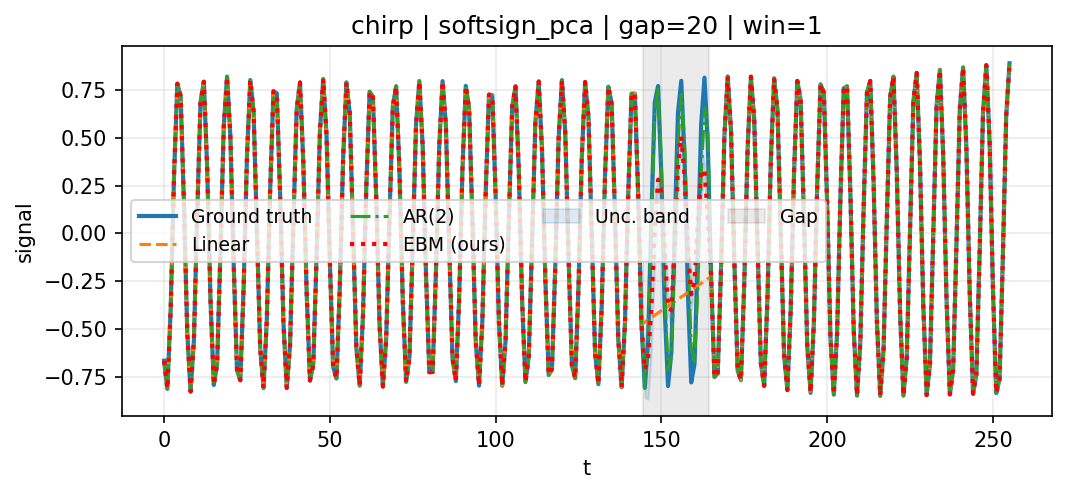 chirp | softsign_pca | gap=20 | win=1
signal
0.75
0.50
0.25
0.00
−0.25
−0.50
−0.75
Ground truth AR(2) Unc. band Gap
Linear EBM (ours)
0 50 100 150 200 250
t